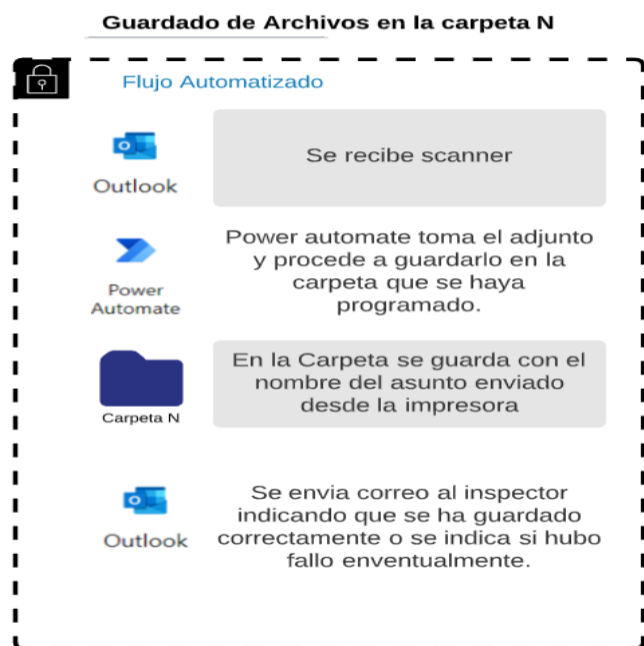 Guardado de Archivos en la carpeta N
Flujo Automatizado
Outlook
Se recibe scanner
Power
Automate
Power automate toma el adjunto
y procede a guardarlo en la
carpeta que se haya
programado.
Carpeta N
En la Carpeta se guarda con el
nombre del asunto enviado
desde la impresora
Outlook
Se envia correo al inspector
indicando que se ha guardado
correctamente o se indica si hubo
fallo enventualmente.